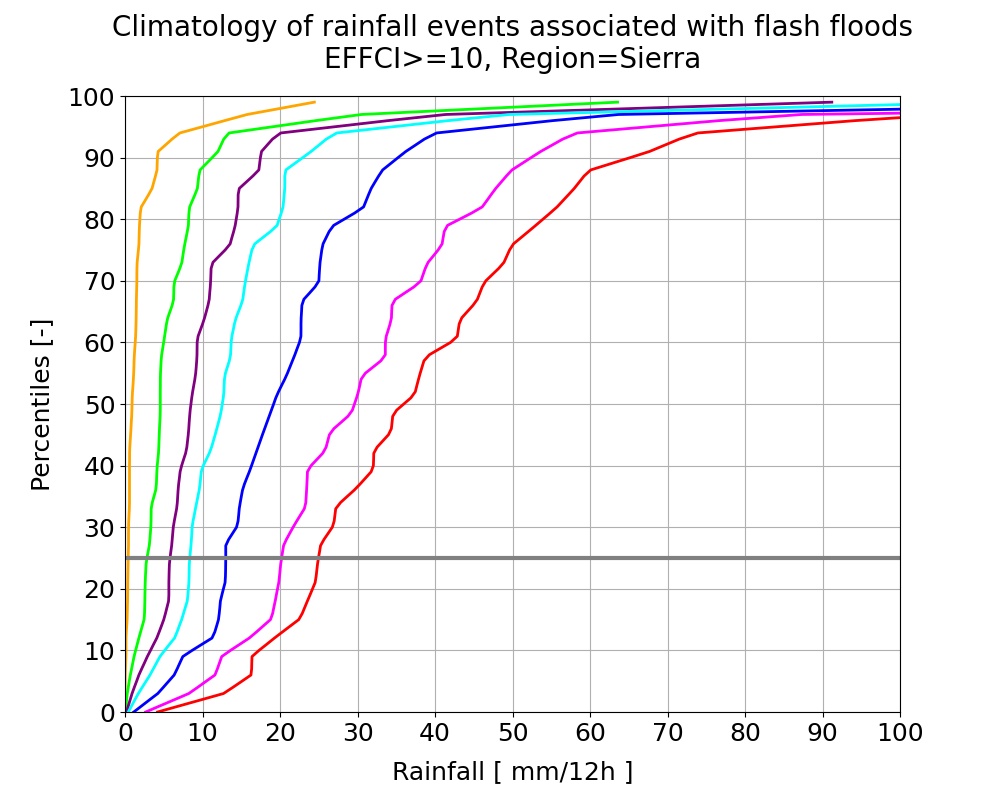 Climatology of rainfall events associated with flash floods
EFFCI>=10, Region=Sierra
Percentiles [-]
100
90
80
70
60
50
40
30
20
10
0
0 10 20 30 40 50 60 70 80 90 100
Rainfall [ mm/12h ]